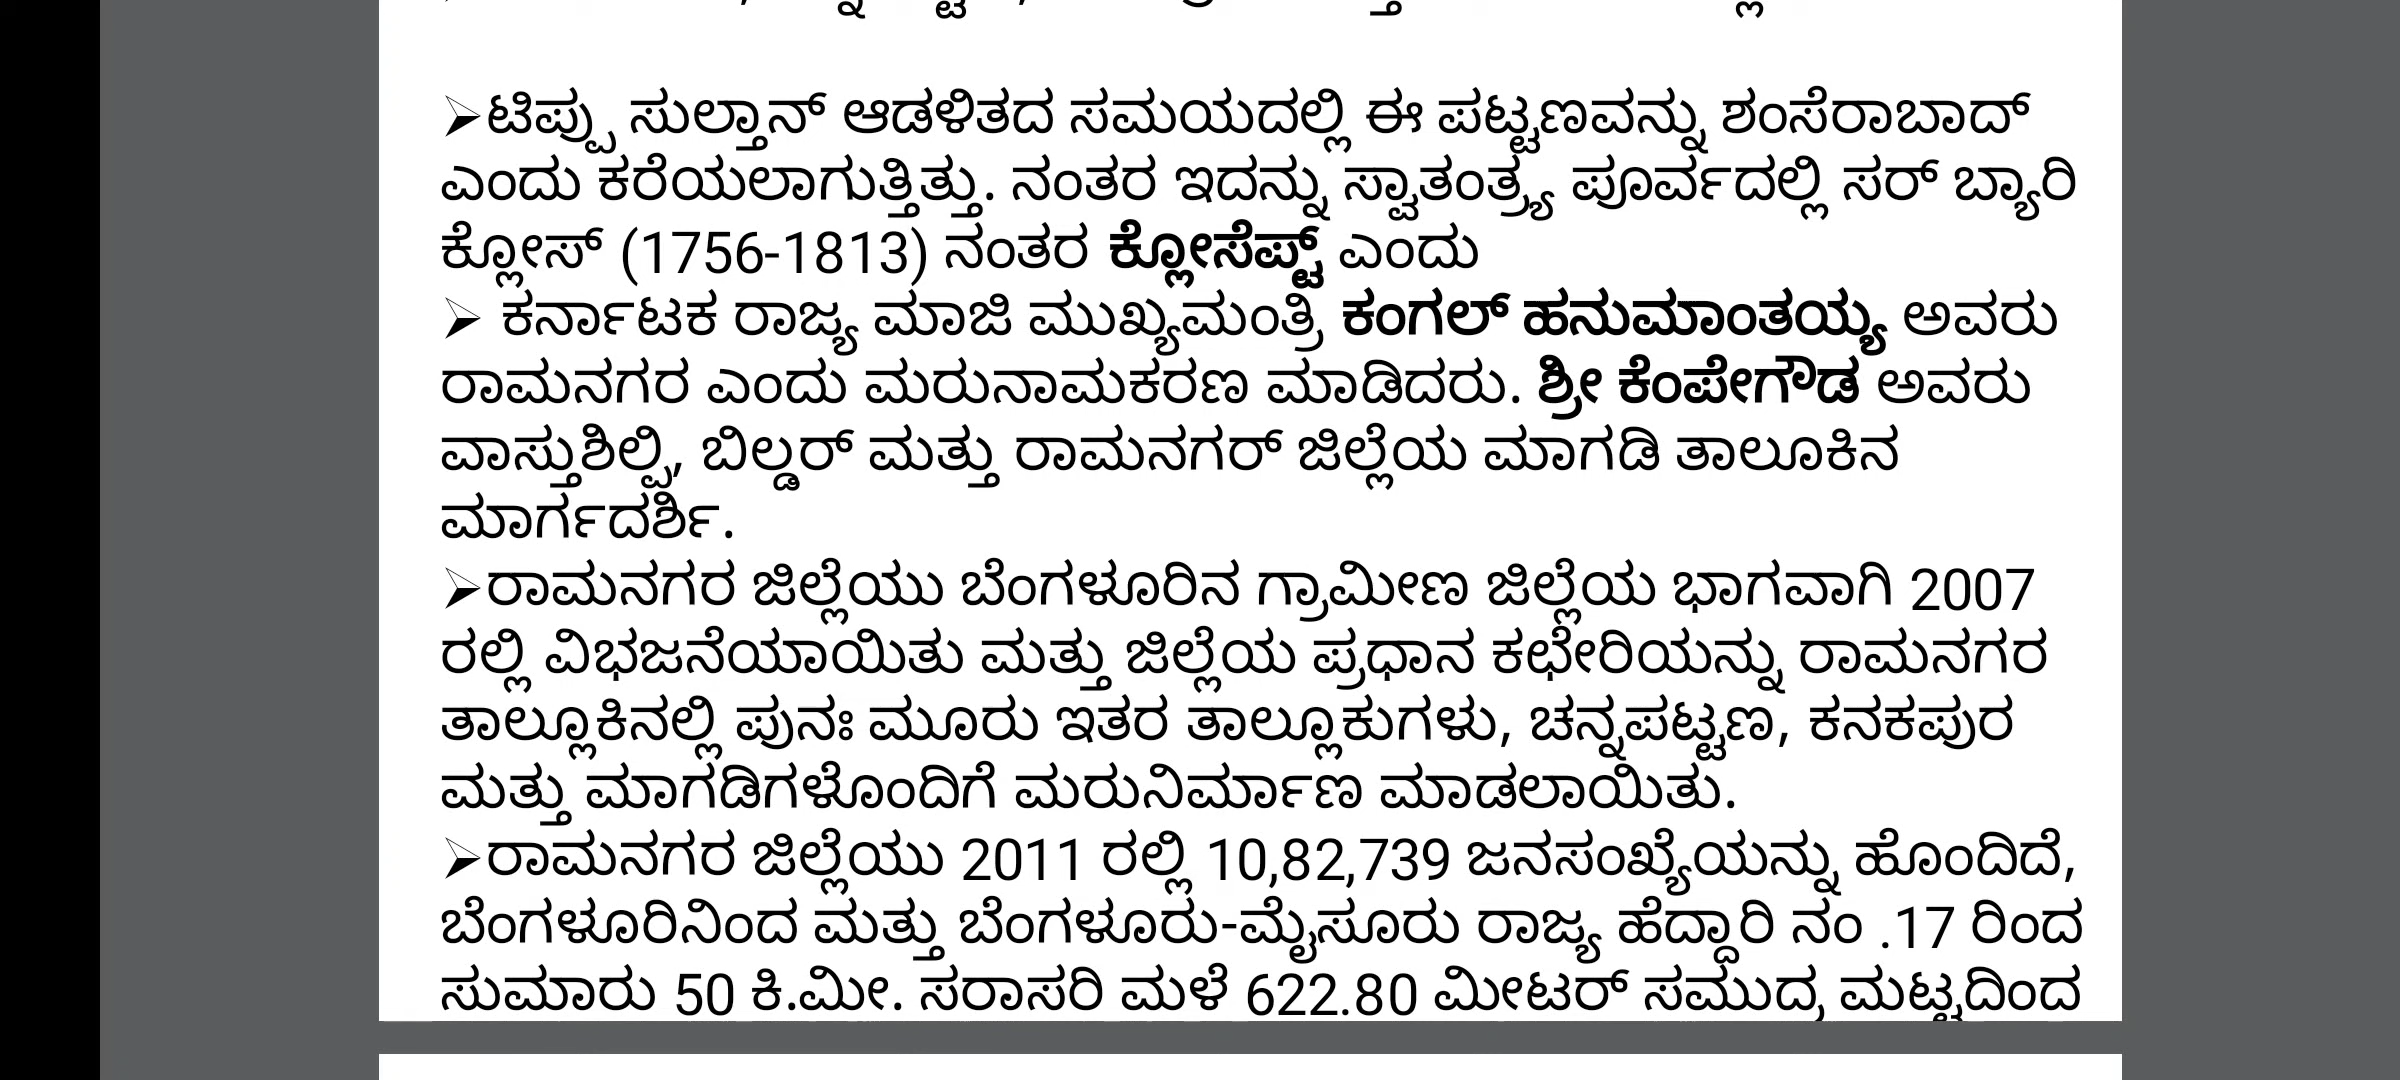 ➢ಟಿಪ್ಪು ಸುಲ್ತಾನ್ ಆಡಳಿತದ ಸಮಯದಲ್ಲಿ ಈ ಪಟ್ಟಣವನ್ನು ಶಂಸೆರಾಬಾದ್
ಎಂದು ಕರೆಯಲಾಗುತ್ತಿತ್ತು. ನಂತರ ಇದನ್ನು ಸ್ವಾತಂತ್ರ್ಯ ಪೂರ್ವದಲ್ಲಿ ಸರ್ ಬ್ಯಾರಿ
ಕ್ಲೋಸ್ (1756-1813) ನಂತರ ಕ್ಲೋಸೆಪ್ಟ್ ಎಂದು
➢ ಕರ್ನಾಟಕ ರಾಜ್ಯ ಮಾಜಿ ಮುಖ್ಯಮಂತ್ರಿ ಕಂಗಲ್ ಹನುಮಾಂತಯ್ಯ ಅವರು
ರಾಮನಗರ ಎಂದು ಮರುನಾಮಕರಣ ಮಾಡಿದರು. ಶ್ರೀ ಕೆಂಪೇಗೌಡ ಅವರು
ವಾಸ್ತುಶಿಲ್ಪಿ, ಬಿಲ್ಡರ್ ಮತ್ತು ರಾಮನಗರ್ ಜಿಲ್ಲೆಯ ಮಾಗಡಿ ತಾಲೂಕಿನ
ಮಾರ್ಗದರ್ಶಿ.
➢ರಾಮನಗರ ಜಿಲ್ಲೆಯು ಬೆಂಗಳೂರಿನ ಗ್ರಾಮೀಣ ಜಿಲ್ಲೆಯ ಭಾಗವಾಗಿ 2007
ರಲ್ಲಿ ವಿಭಜನೆಯಾಯಿತು ಮತ್ತು ಜಿಲ್ಲೆಯ ಪ್ರಧಾನ ಕಛೇರಿಯನ್ನು ರಾಮನಗರ
ತಾಲ್ಲೂಕಿನಲ್ಲಿ ಪುನಃ ಮೂರು ಇತರ ತಾಲ್ಲೂಕುಗಳು, ಚನ್ನಪಟ್ಟಣ, ಕನಕಪುರ
ಮತ್ತು ಮಾಗಡಿಗಳೊಂದಿಗೆ ಮರುನಿರ್ಮಾಣ ಮಾಡಲಾಯಿತು.
➢ರಾಮನಗರ ಜಿಲ್ಲೆಯು 2011 ರಲ್ಲಿ 10,82,739 ಜನಸಂಖ್ಯೆಯನ್ನು ಹೊಂದಿದೆ,
ಬೆಂಗಳೂರಿನಿಂದ ಮತ್ತು ಬೆಂಗಳೂರು-ಮೈಸೂರು ರಾಜ್ಯ ಹೆದ್ದಾರಿ ನಂ .17 ರಿಂದ
ಸುಮಾರು 50 ಕಿ.ಮೀ. ಸರಾಸರಿ ಮಳೆ 622.80 ಮೀಟರ್ ಸಮುದ್ರ ಮಟ್ಟದಿಂದ